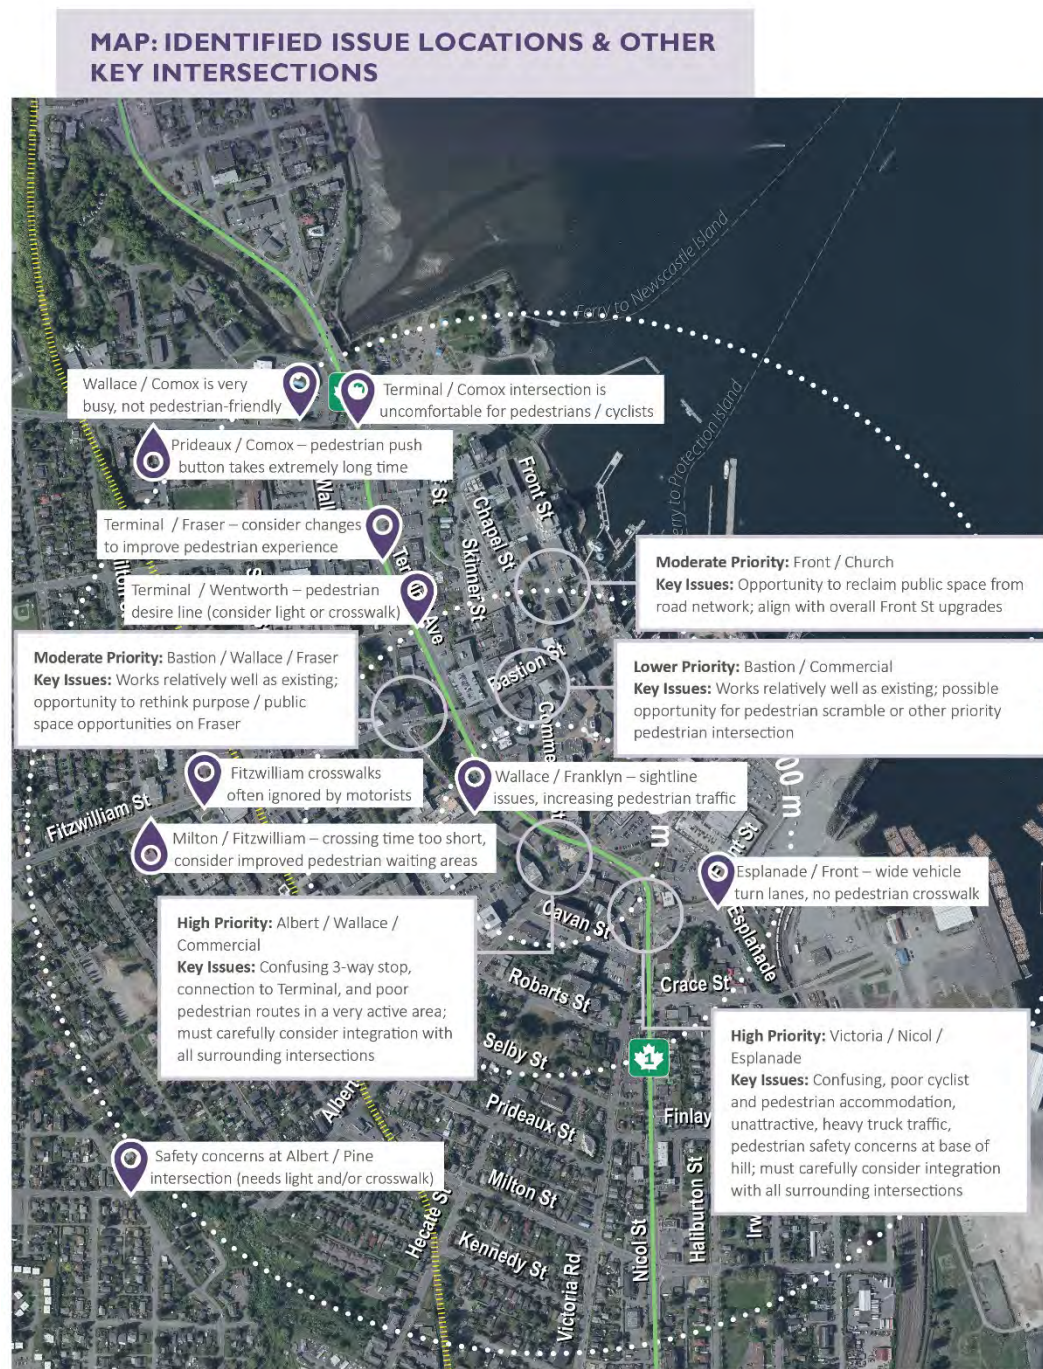 MAP: IDENTIFIED ISSUE LOCATIONS & OTHER
KEY INTERSECTIONS
Ferry to Newscastle Island
Ferry to Protection Island
Wallace / Comox is very
busy, not pedestrian-friendly
Terminal / Comox intersection is
uncomfortable for pedestrians / cyclists
Prideaux / Comox – pedestrian push
button takes extremely long time
Front St
Chapel St
Skinner St
St
Terminal / Fraser – consider changes
to improve pedestrian experience
Terminal / Wentworth – pedestrian
desire line (consider light or crosswalk)
Ave
Moderate Priority: Front / Church
Key Issues: Opportunity to reclaim public space from
road network; align with overall Front St upgrades
Moderate Priority: Bastion / Wallace / Fraser
Key Issues: Works relatively well as existing;
opportunity to rethink purpose / public
space opportunities on Fraser
Bastion St
Lower Priority: Bastion / Commercial
Key Issues: Works relatively well as existing; possible
opportunity for pedestrian scramble or other priority
pedestrian intersection
Fitzwilliam St
Fitzwilliam crosswalks
often ignored by motorists
Wallace / Franklyn – sightline
issues, increasing pedestrian traffic
00 m
m
St
Milton / Fitzwilliam – crossing time too short,
consider improved pedestrian waiting areas
Esplanade / Front – wide vehicle
turn lanes, no pedestrian crosswalk
Esplanade
High Priority: Albert / Wallace /
Commercial
Key Issues: Confusing 3-way stop,
connection to Terminal, and poor
pedestrian routes in a very active area;
must carefully consider integration with
all surrounding intersections
Cavan St
Robarts St
Crace St
Selby St
1
High Priority: Victoria / Nicol /
Esplanade
Key Issues: Confusing, poor cyclist
and pedestrian accommodation,
unattractive, heavy truck traffic,
pedestrian safety concerns at base of
hill; must carefully consider integration
with all surrounding intersections
Albert
Prideaux St
Finlay
Safety concerns at Albert / Pine
intersection (needs light and/or crosswalk)
Milton St
Hecate St
Kennedy St
Victoria Rd
Nicol St
Haliburton St